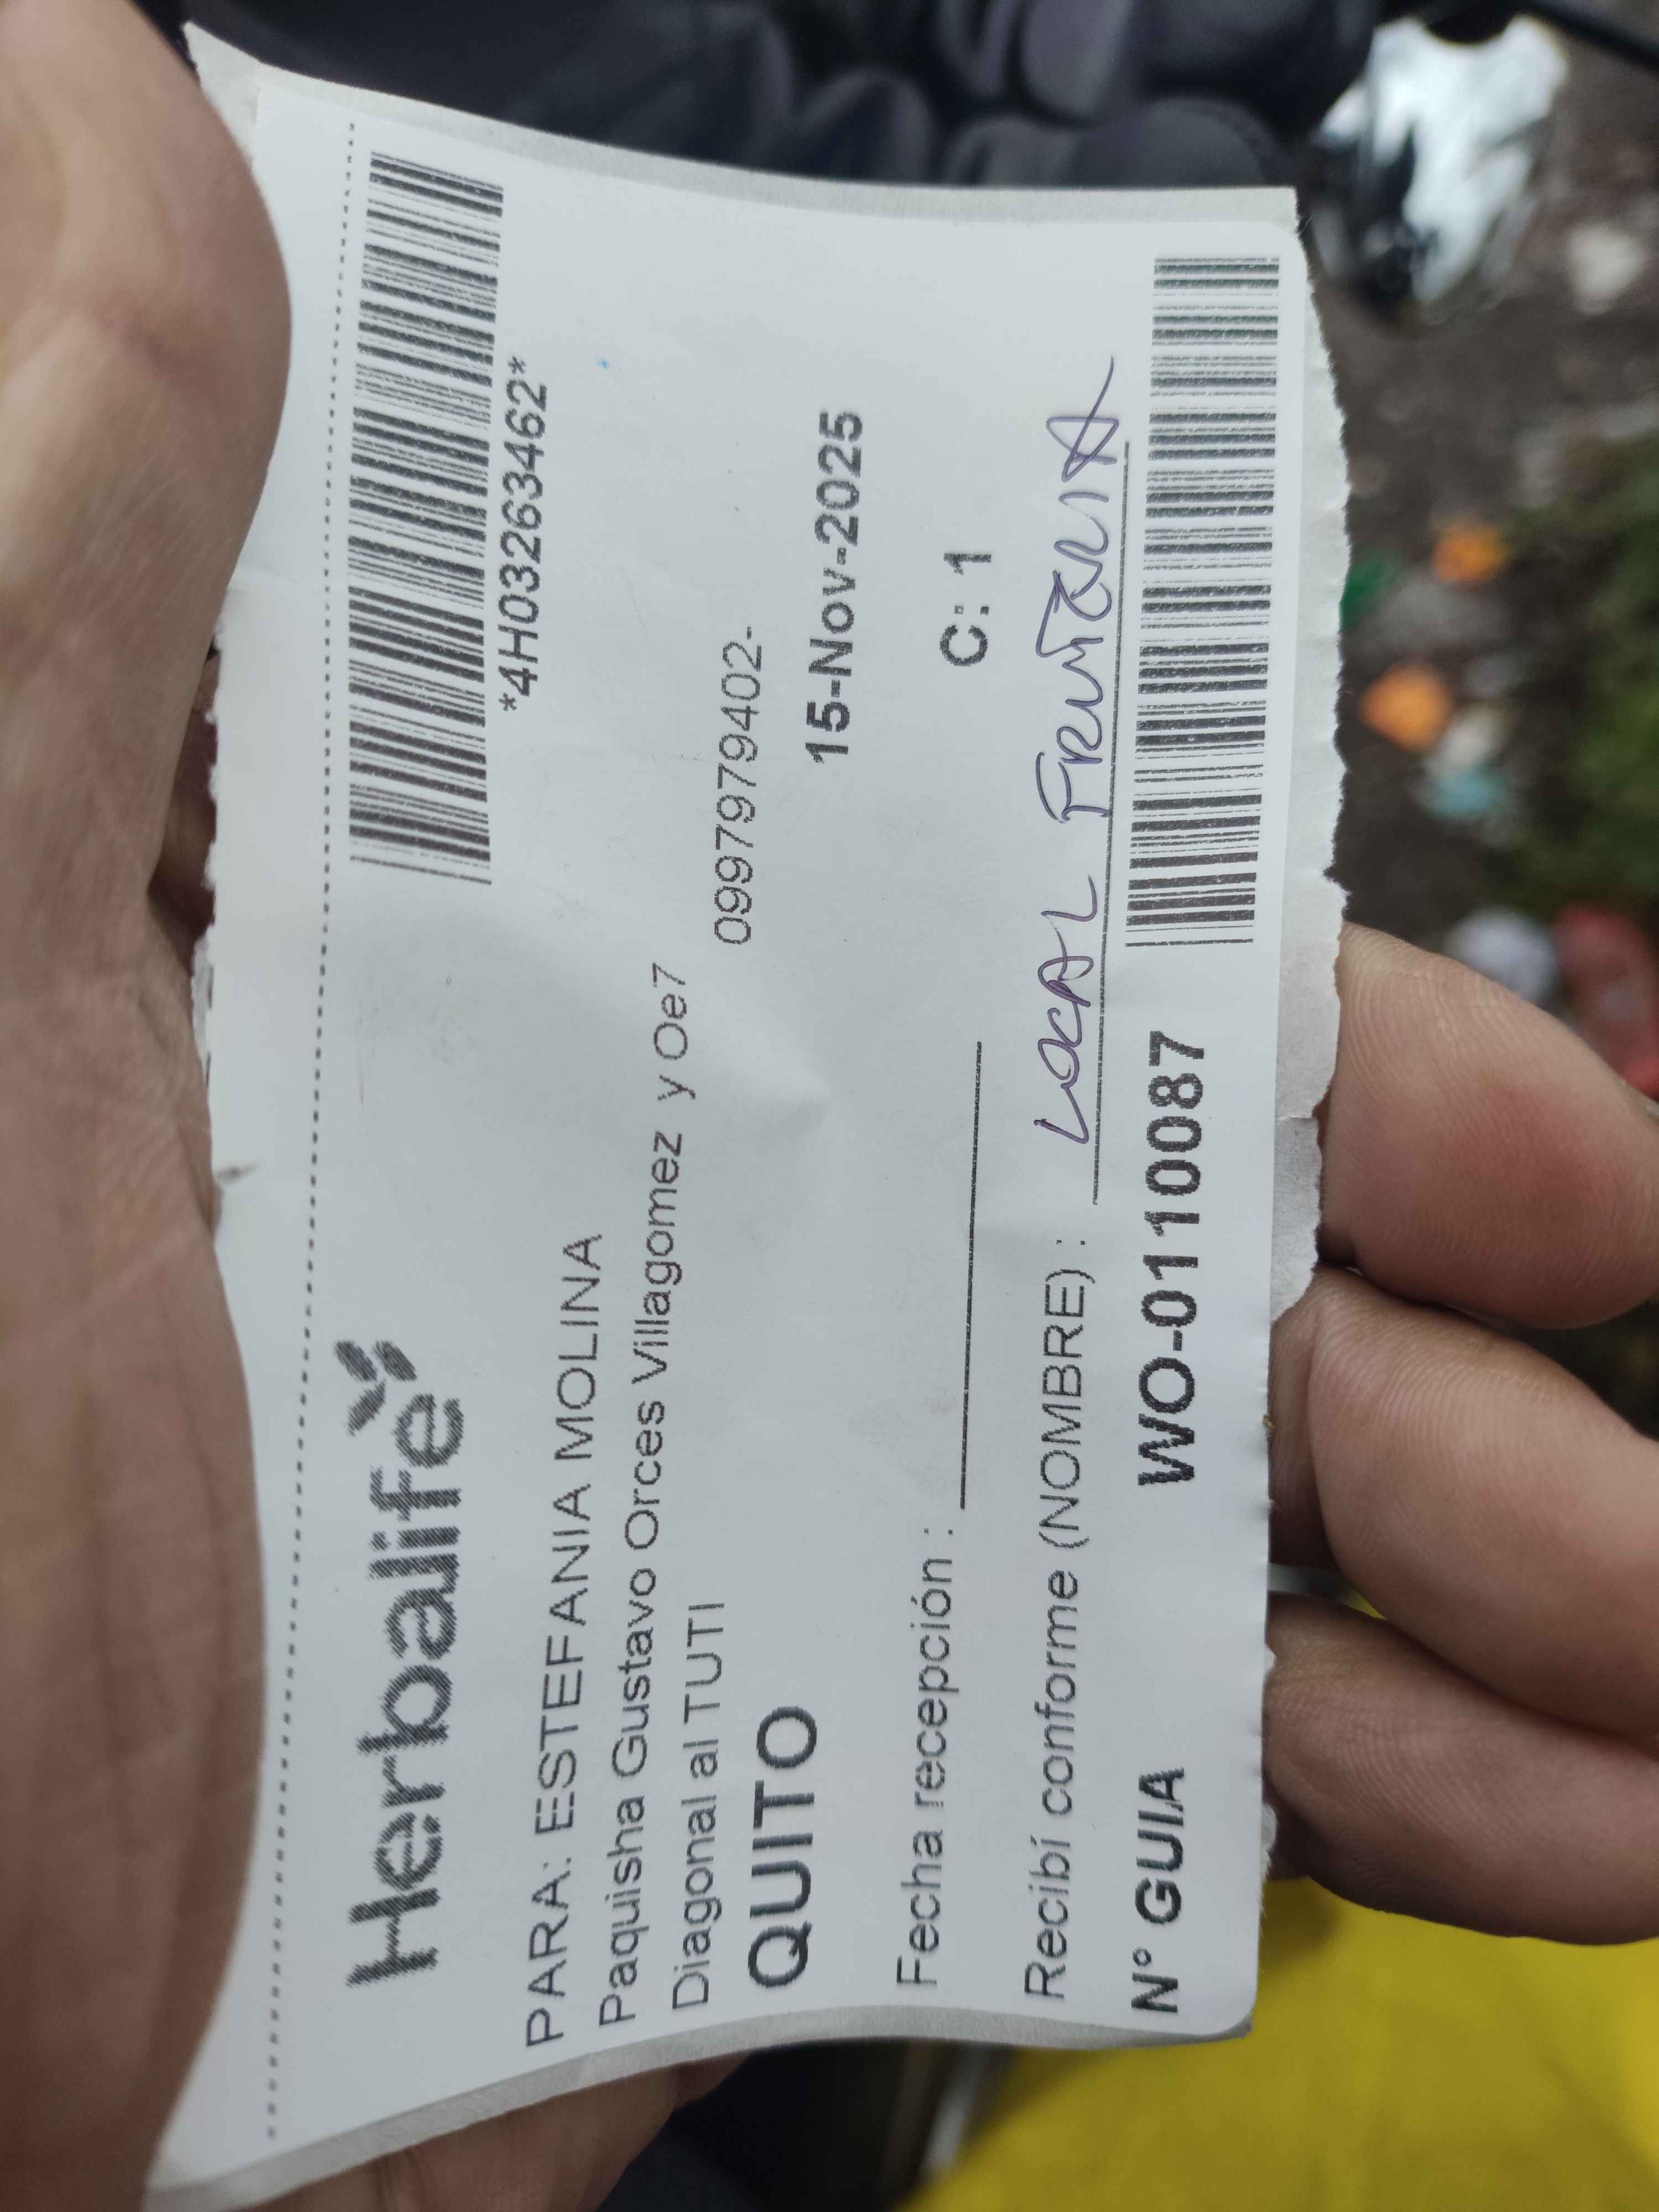 Herbalife
*4H03263462*
PARA: ESTEFANIA MOLINA
Paquisha Gustavo Orces Villagomez y Oe7
Diagonal al TUTI
0997979402-
QUITO
15-Nov-2025
Fecha recepción :
C: 1
Recibí conforme (NOMBRE) : LOCAL FRUTERIA
N° GUIA WO-0110087